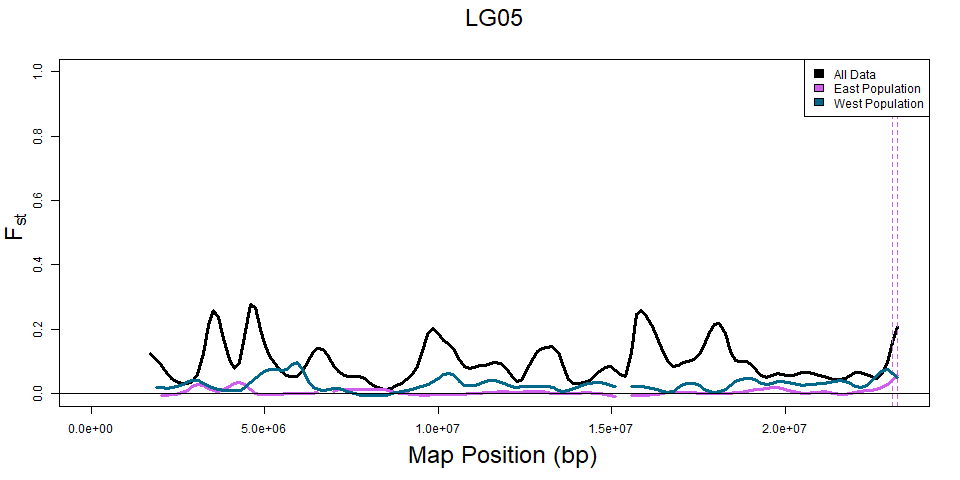 LG05
All Data
East Population
West Population
Fst
1.0
0.8
0.6
0.4
0.2
0.0
0.0e+00 5.0e+06 1.0e+07 1.5e+07 2.0e+07
Map Position (bp)